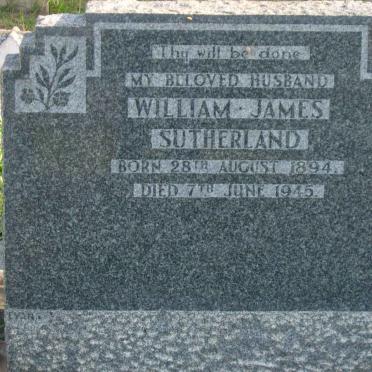 Thy will be done
MY BELOVED HUSBAND
WILLIAM · JAMES
SUTHERLAND
BORN 28TH AUGUST 1894.
DIED 7TH JUNE 1945.